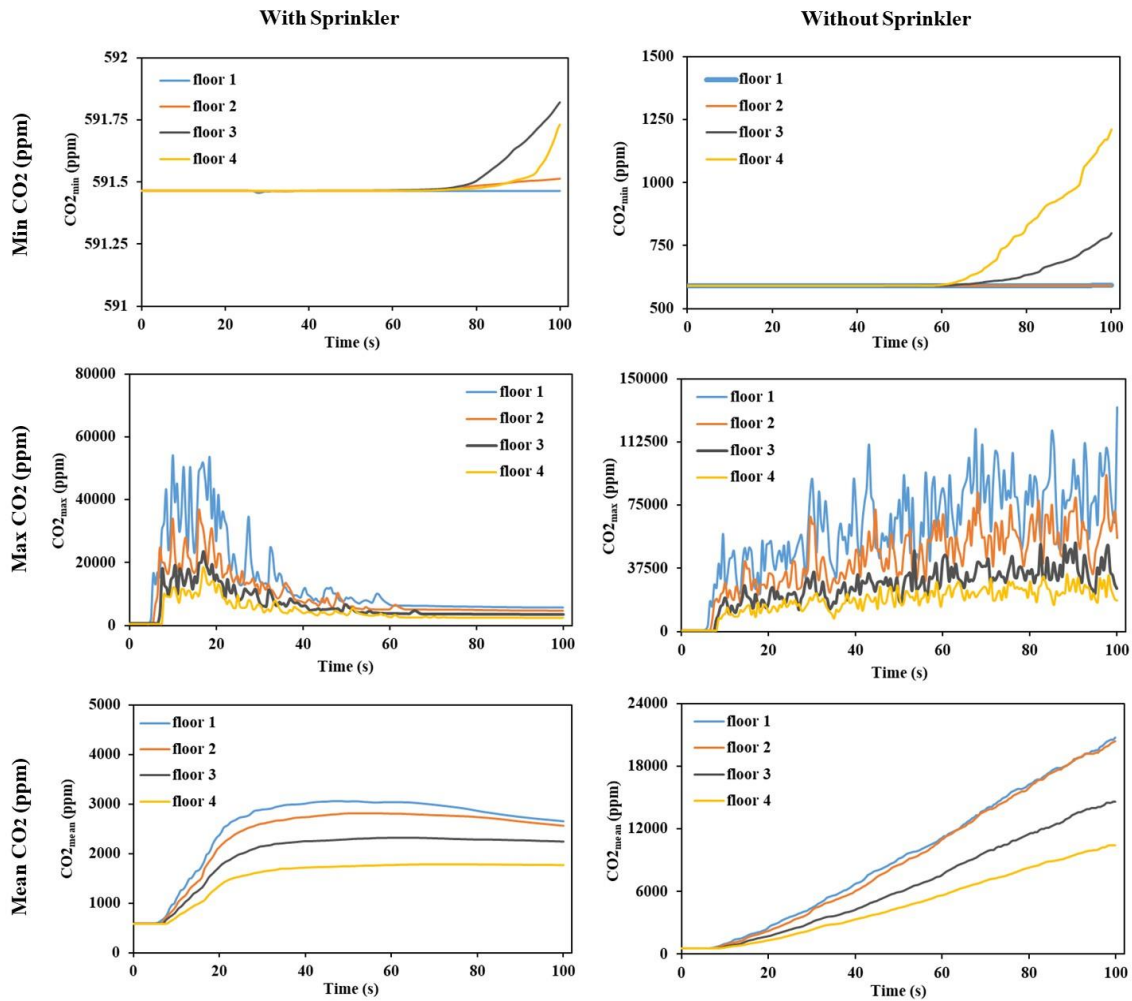 With Sprinkler
Without Sprinkler
Min CO2 (ppm)
CO2min (ppm)
592
591.75
591.5
591.25
591
floor 1
floor 2
floor 3
floor 4
0 20 40 60 80 100
Time (s)
CO2min (ppm)
1500
1250
1000
750
500
floor 1
floor 2
floor 3
floor 4
0 20 40 60 80 100
Time (s)
Max CO2 (ppm)
CO2max (ppm)
80000
60000
40000
20000
0
floor 1
floor 2
floor 3
floor 4
0 20 40 60 80 100
Time (s)
CO2max (ppm)
150000
112500
75000
37500
0
floor 1
floor 2
floor 3
floor 4
0 20 40 60 80 100
Time (s)
Mean CO2 (ppm)
CO2mean (ppm)
5000
4000
3000
2000
1000
0
floor 1
floor 2
floor 3
floor 4
0 20 40 60 80 100
Time (s)
CO2mean (ppm)
24000
18000
12000
6000
0
floor 1
floor 2
floor 3
floor 4
0 20 40 60 80 100
Time (s)